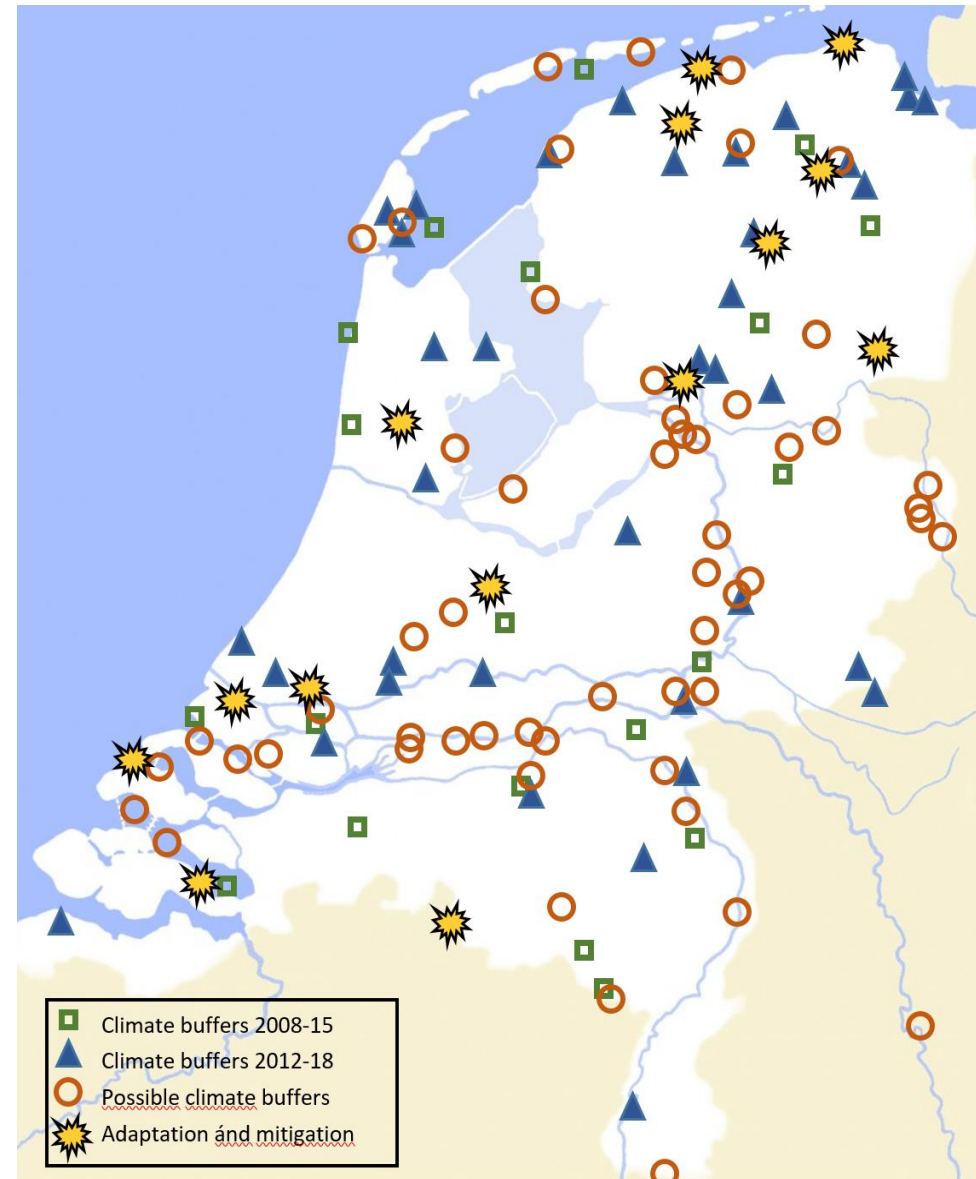 Climate buffers 2008-15
Climate buffers 2012-18
Possible climate buffers
Adaptation ánd mitigation